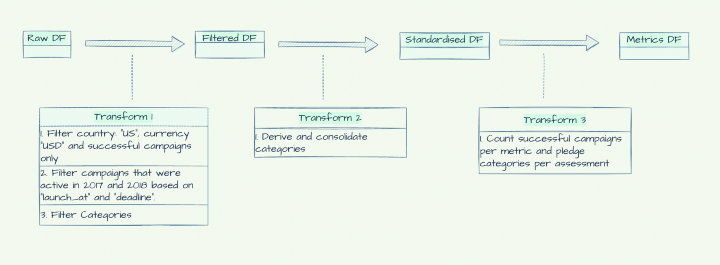 Raw DF
Filtered DF
Standardised DF
Metrics DF
Transform 1
1. Filter country: "US", currency
"USD" and successful campaigns
only
2. Filter campaigns that were
active in 2017 and 2018 based on
"launch_at" and "deadline".
3. Filter Categories
Transform 2
1. Derive and consolidate
categories
Transform 3
1. Count successful campaigns
per metric and pledge
categories per assessment